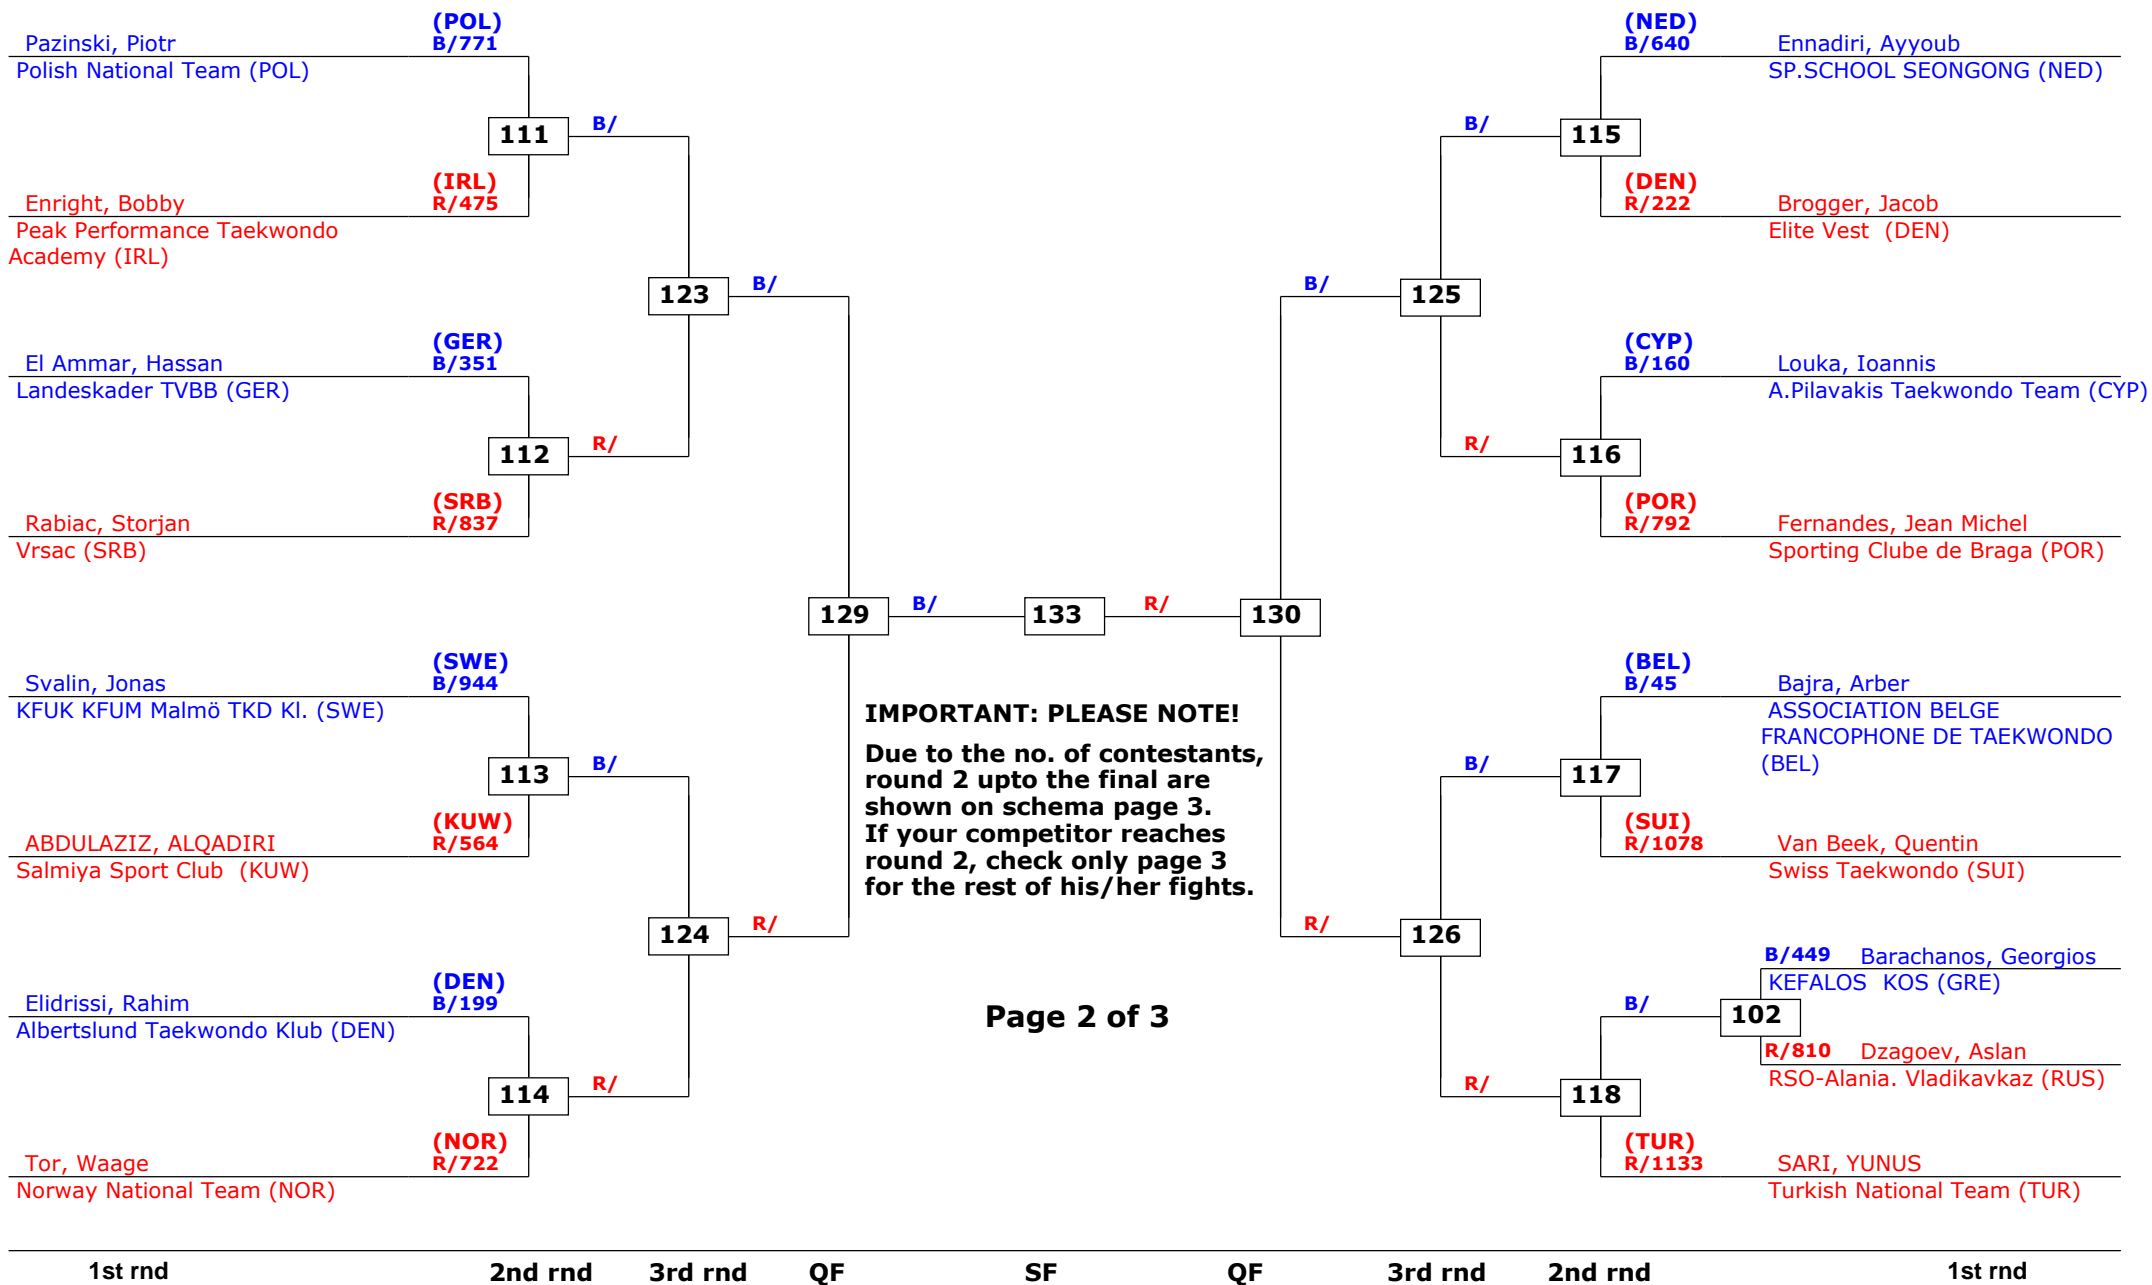 (POL)
Pazinski, Piotr B/771
Polish National Team (POL)
111 B/
(IRL)
Enright, Bobby R/475
Peak Performance Taekwondo
Academy (IRL)
123 B/
(GER)
El Ammar, Hassan B/351
Landeskader TVBB (GER)
112 R/
(SRB)
Rabiac, Storjan R/837
Vrsac (SRB)
129 B/ 133 R/ 130
(SWE)
Svalin, Jonas B/944
KFUK KFUM Malmö TKD Kl. (SWE)
113 B/
(KUW)
ABDULAZIZ, ALQADIRI R/564
Salmiya Sport Club (KUW)
124 R/
(DEN)
Elidrissi, Rahim B/199
Albertslund Taekwondo Klub (DEN)
114 R/
(NOR)
Tor, Waage R/722
Norway National Team (NOR)
IMPORTANT: PLEASE NOTE!
Due to the no. of contestants,
round 2 upto the final are
shown on schema page 3.
If your competitor reaches
round 2, check only page 3
for the rest of his/her fights.
Page 2 of 3
(NED)
B/640 Ennadiri, Ayyoub
SP.SCHOOL SEONGONG (NED)
B/ 115
(DEN)
R/222 Brogger, Jacob
Elite Vest (DEN)
B/ 125
(CYP)
B/160 Louka, Ioannis
A.Pilavakis Taekwondo Team (CYP)
R/ 116
(POR)
R/792 Fernandes, Jean Michel
Sporting Clube de Braga (POR)
(BEL)
B/45 Bajra, Arber
ASSOCIATION BELGE
FRANCOPHONE DE TAEKWONDO
(BEL)
B/ 117
(SUI)
R/1078 Van Beek, Quentin
Swiss Taekwondo (SUI)
R/ 126
B/449 Barachanos, Georgios
KEFALOS KOS (GRE)
B/ 102
R/810 Dzagoev, Aslan
RSO-Alania. Vladikavkaz (RUS)
R/ 118
(TUR)
R/1133 SARI, YUNUS
Turkish National Team (TUR)
1st rnd 2nd rnd 3rd rnd QF SF QF 3rd rnd 2nd rnd 1st rnd